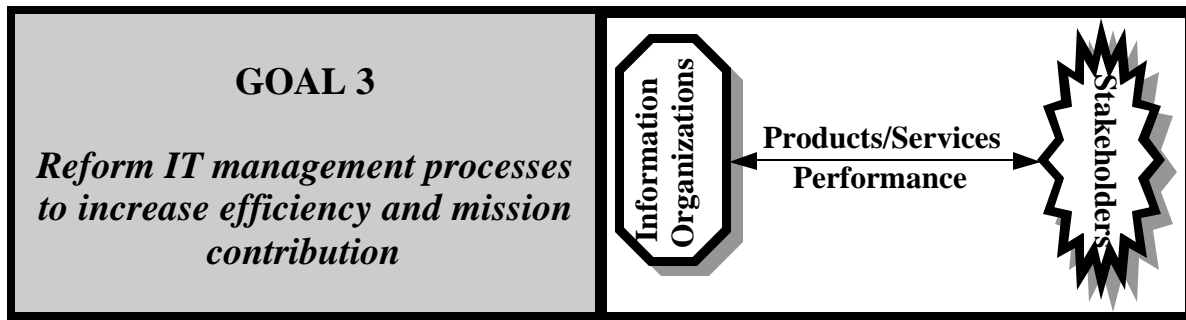 GOAL 3
Reform IT management processes
to increase efficiency and mission
contribution
Information
Organizations
Products/Services
Performance
Stakeholders